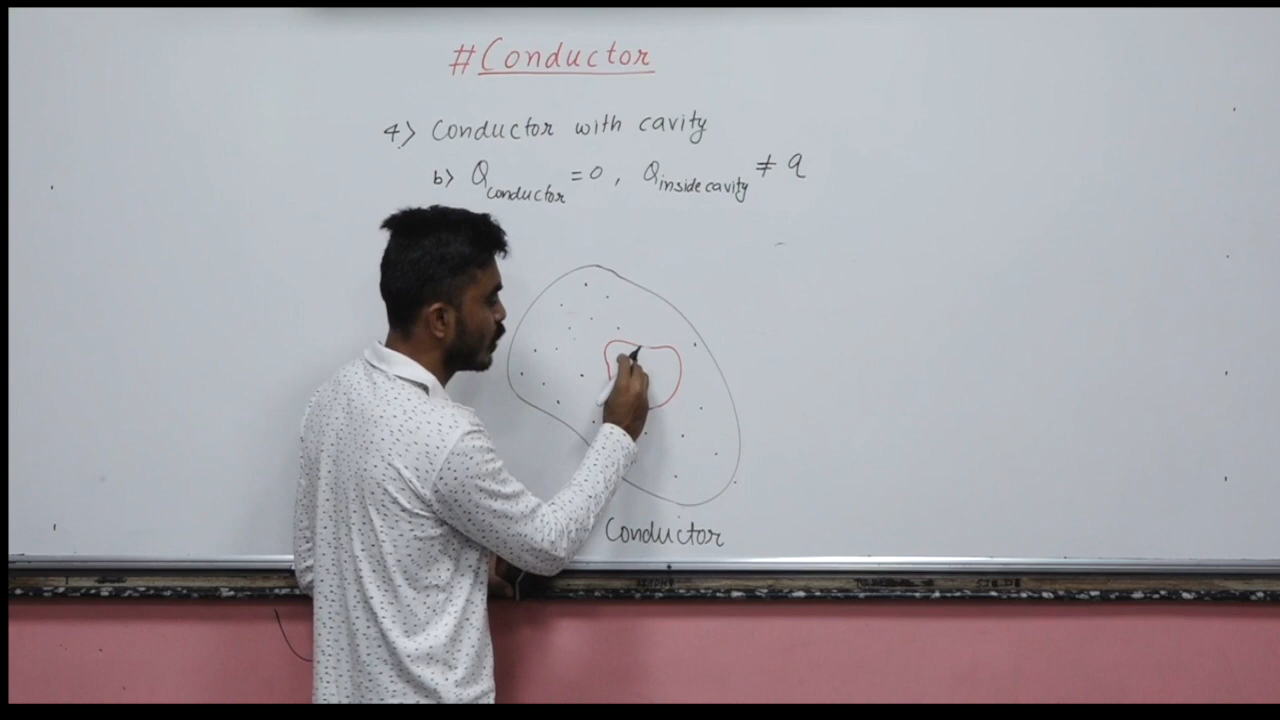 #Conductor
4) Conductor with cavity
b) Qconductor = 0, Qinside cavity ≠ q
Conductor